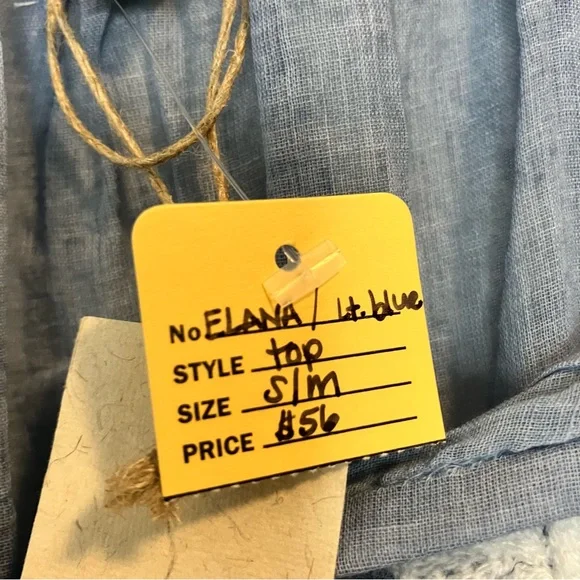 No ELANA / Lt. blue
STYLE top
SIZE S/M
PRICE $56